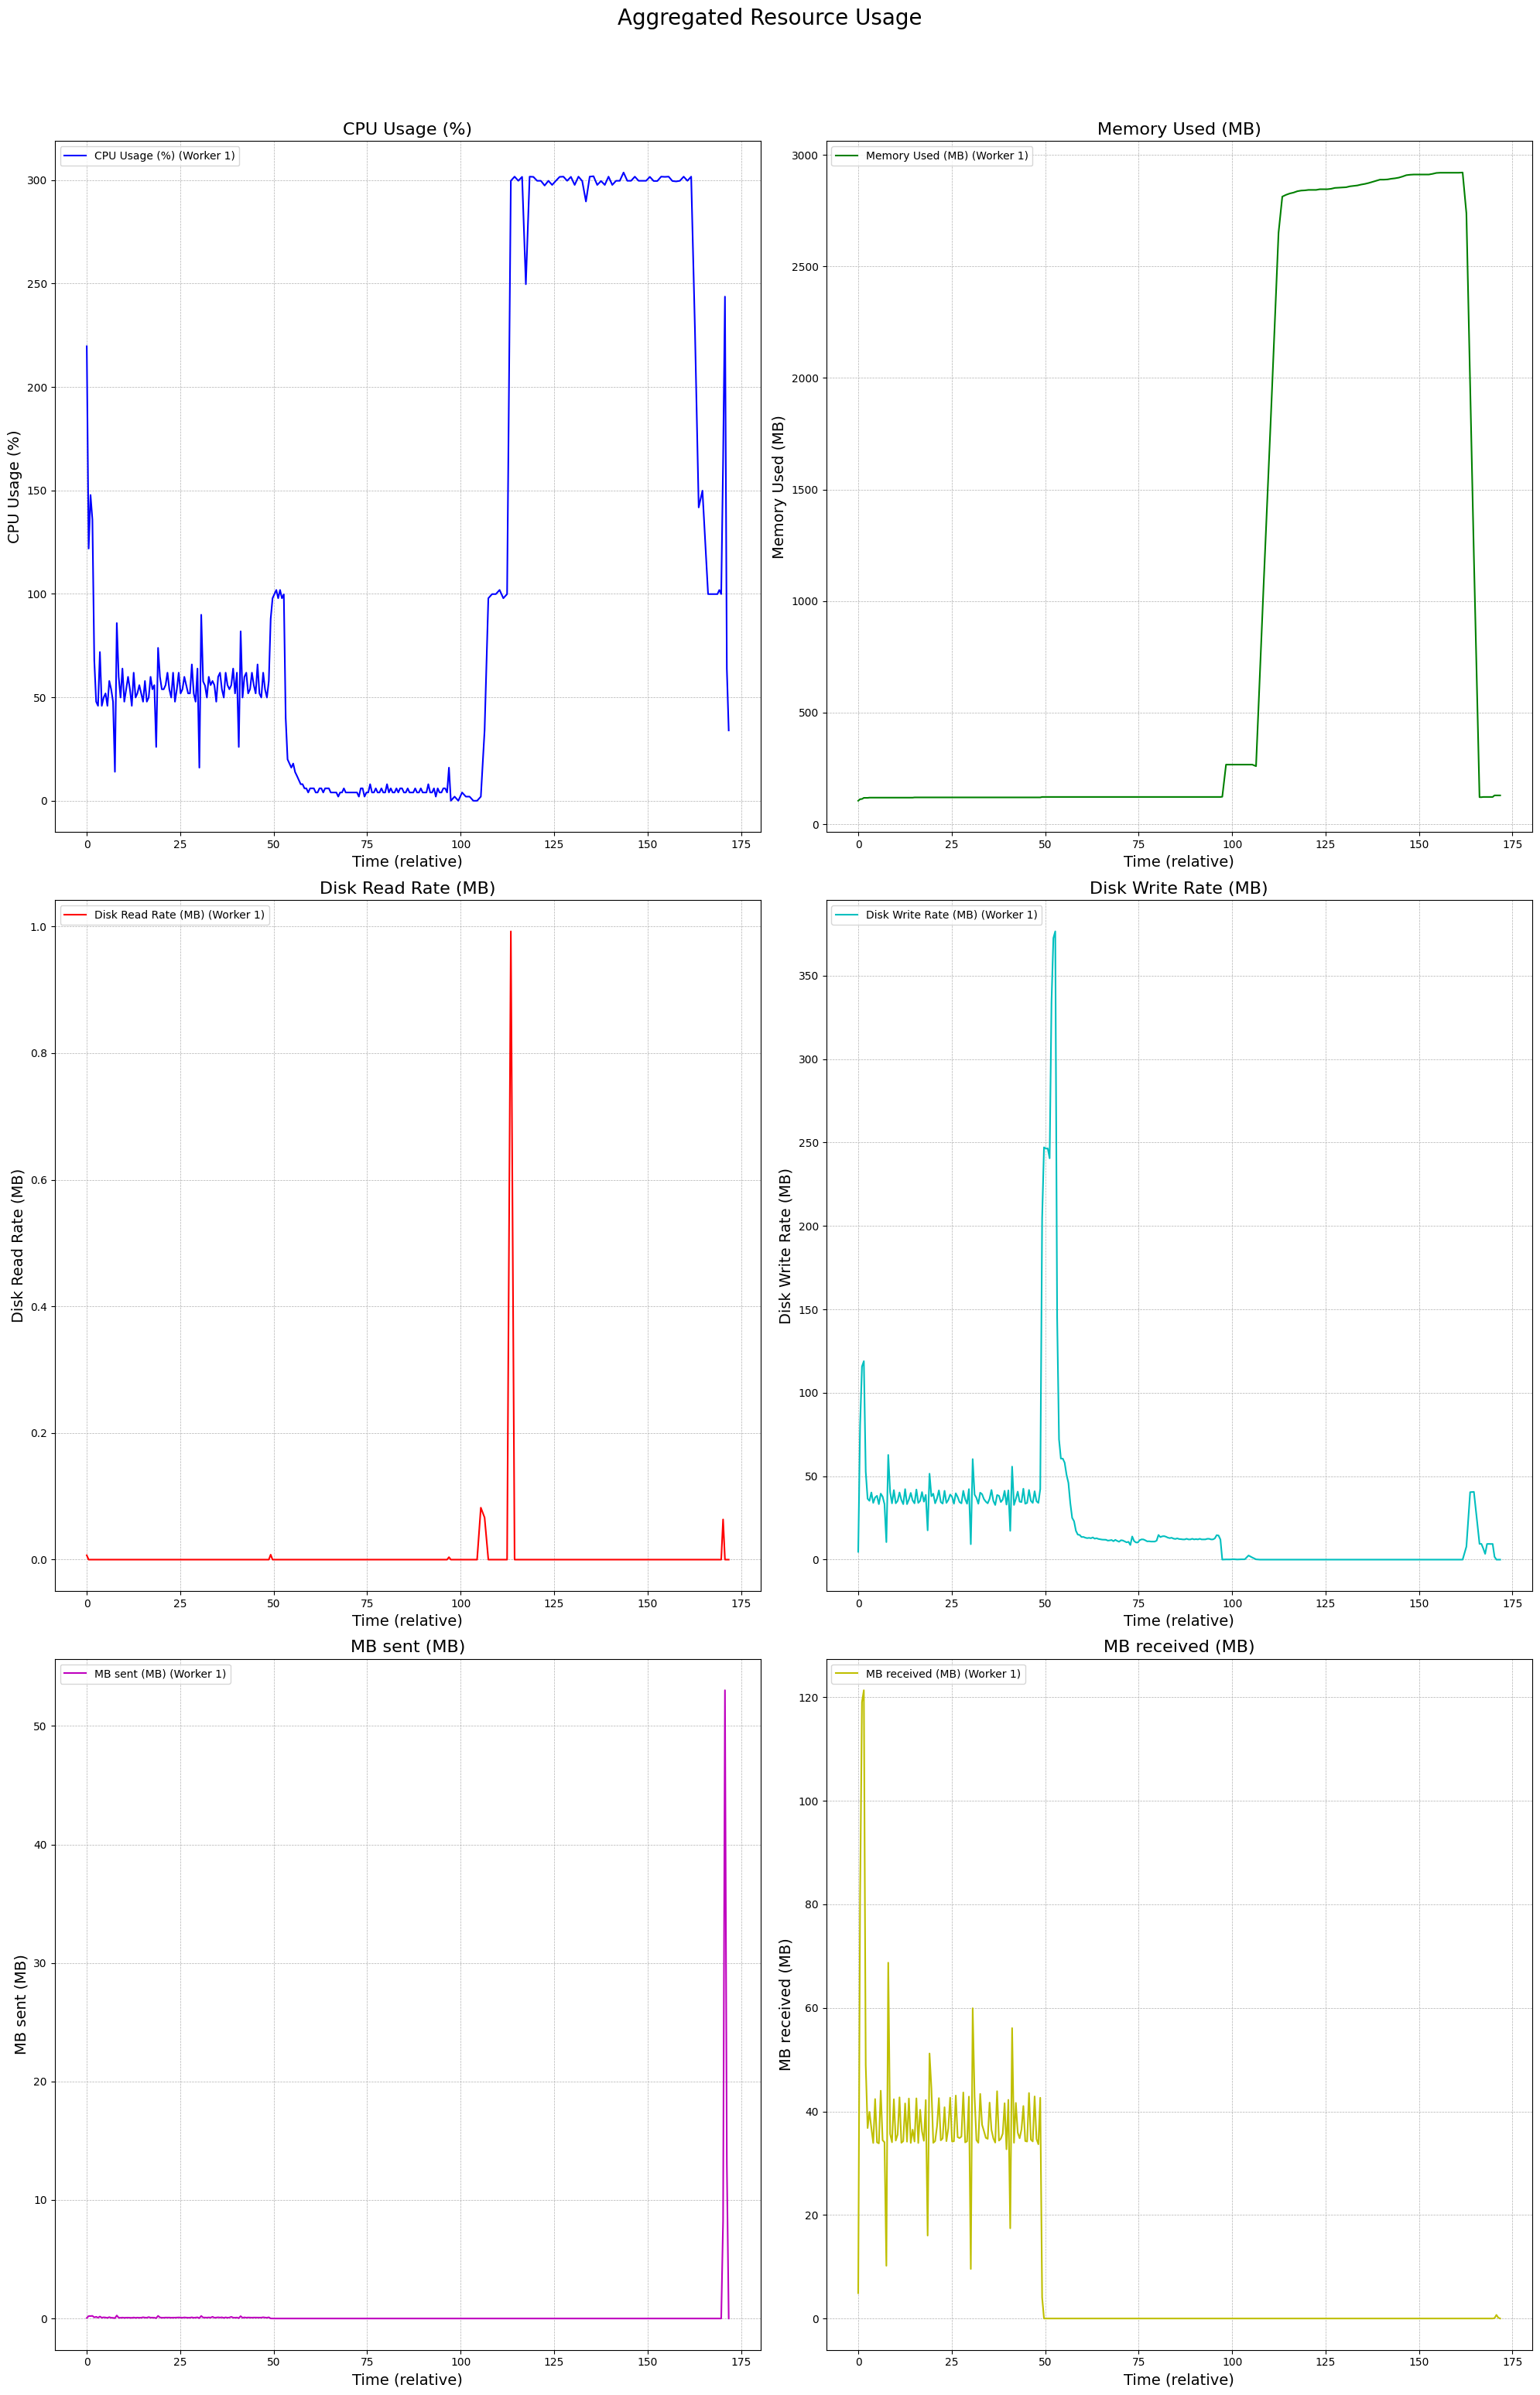 Aggregated Resource Usage
CPU Usage (%)
CPU Usage (%) (Worker 1)
CPU Usage (%)
300
250
200
150
100
50
0
0 25 50 75 100 125 150 175
Time (relative)
Memory Used (MB)
Memory Used (MB) (Worker 1)
Memory Used (MB)
3000
2500
2000
1500
1000
500
0
0 25 50 75 100 125 150 175
Time (relative)
Disk Read Rate (MB)
Disk Read Rate (MB) (Worker 1)
Disk Read Rate (MB)
1.0
0.8
0.6
0.4
0.2
0.0
0 25 50 75 100 125 150 175
Time (relative)
Disk Write Rate (MB)
Disk Write Rate (MB) (Worker 1)
Disk Write Rate (MB)
350
300
250
200
150
100
50
0
0 25 50 75 100 125 150 175
Time (relative)
MB sent (MB)
MB sent (MB) (Worker 1)
MB sent (MB)
50
40
30
20
10
0
0 25 50 75 100 125 150 175
Time (relative)
MB received (MB)
MB received (MB) (Worker 1)
MB received (MB)
120
100
80
60
40
20
0
0 25 50 75 100 125 150 175
Time (relative)